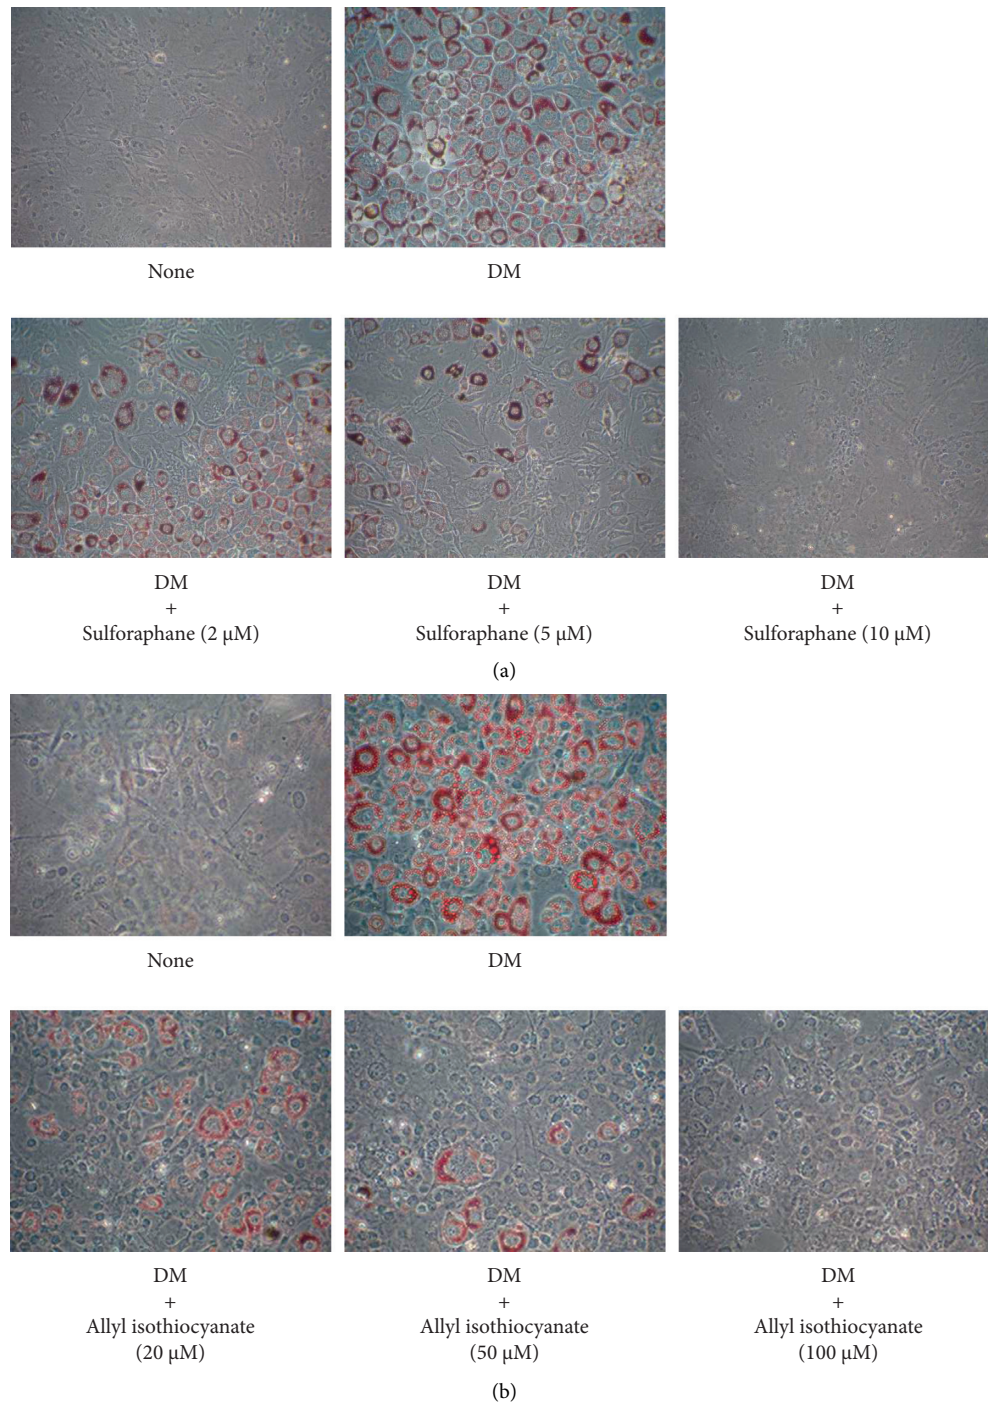 None
DM
DM
+
Sulforaphane (2 μM)
DM
+
Sulforaphane (5 μM)
DM
+
Sulforaphane (10 μM)
(a)
None
DM
DM
+
Allyl isothiocyanate
(20 μM)
DM
+
Allyl isothiocyanate
(50 μM)
DM
+
Allyl isothiocyanate
(100 μM)
(b)